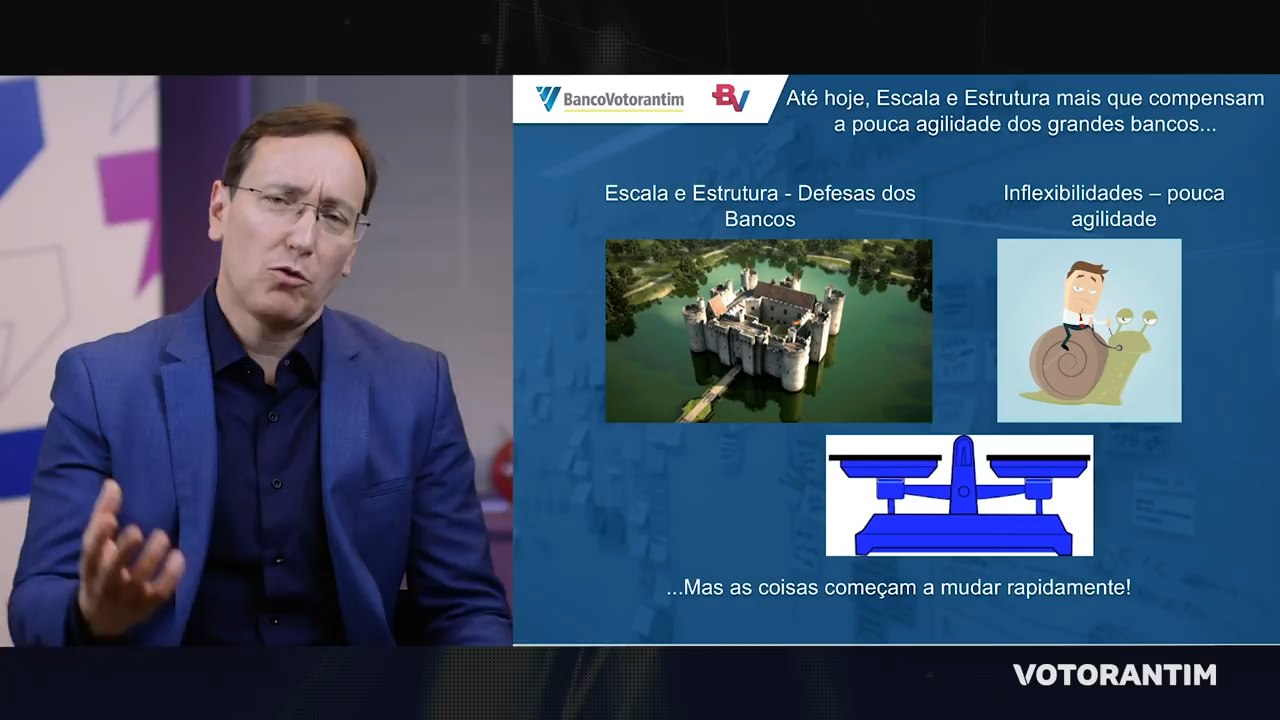 BancoVotorantim
BV
Até hoje, Escala e Estrutura mais que compensam
a pouca agilidade dos grandes bancos...
Escala e Estrutura - Defesas dos
Bancos
Inflexibilidades – pouca
agilidade
...Mas as coisas começam a mudar rapidamente!
VOTORANTIM